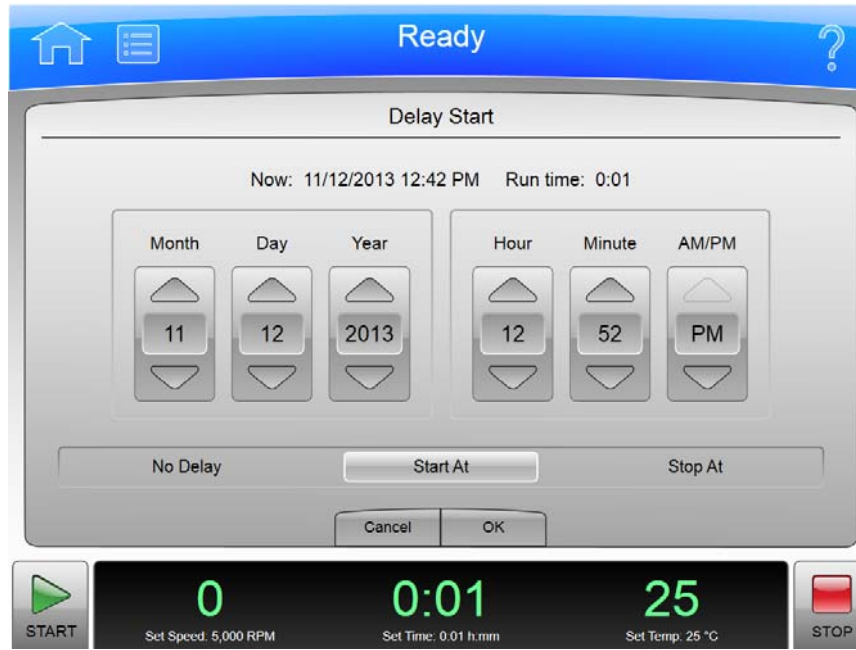 Ready
Delay Start
Now: 11/12/2013 12:42 PM Run time: 0:01
Month Day Year Hour Minute AM/PM
11 12 2013 12 52 PM
No Delay Start At Stop At
Cancel OK
0 0:01 25
START Set Speed: 5,000 RPM Set Time: 0:01 h:mm Set Temp: 25 °C STOP